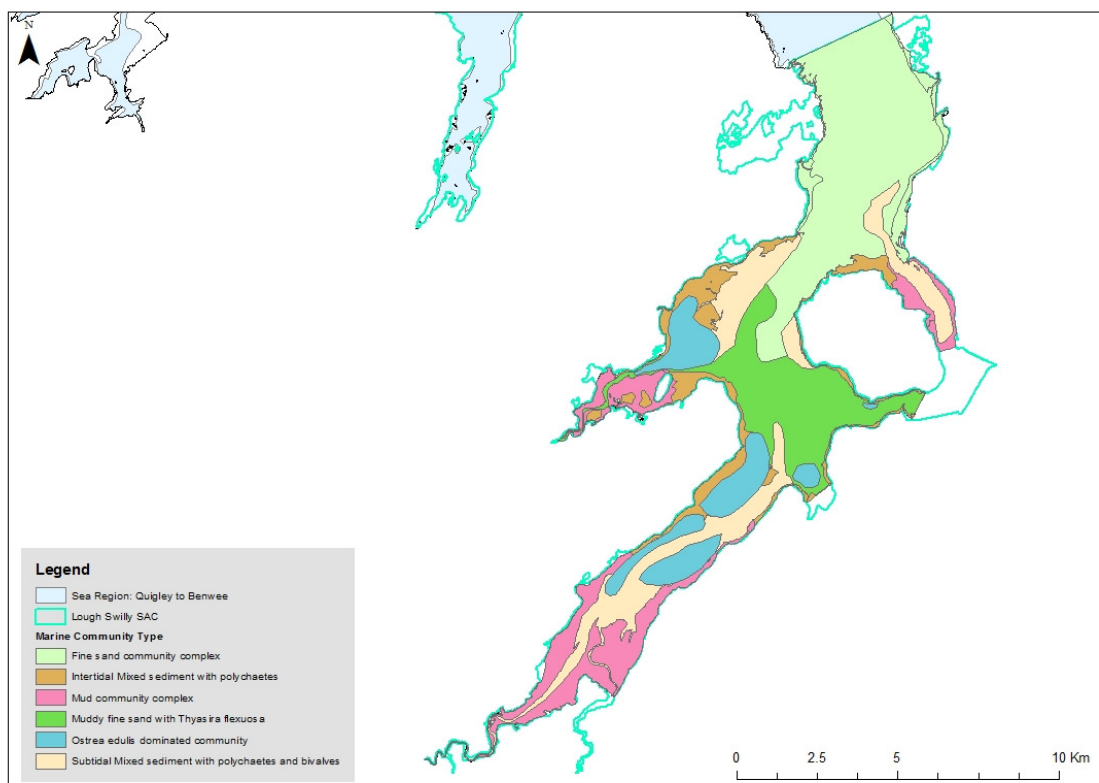 N
Legend
Sea Region: Quigley to Benwee
Lough Swilly SAC
Marine Community Type
Fine sand community complex
Intertidal Mixed sediment with polychaetes
Mud community complex
Muddy fine sand with Thyasira flexuosa
Ostrea edulis dominated community
Subtidal Mixed sediment with polychaetes and bivalves
0 2.5 5 10 Km